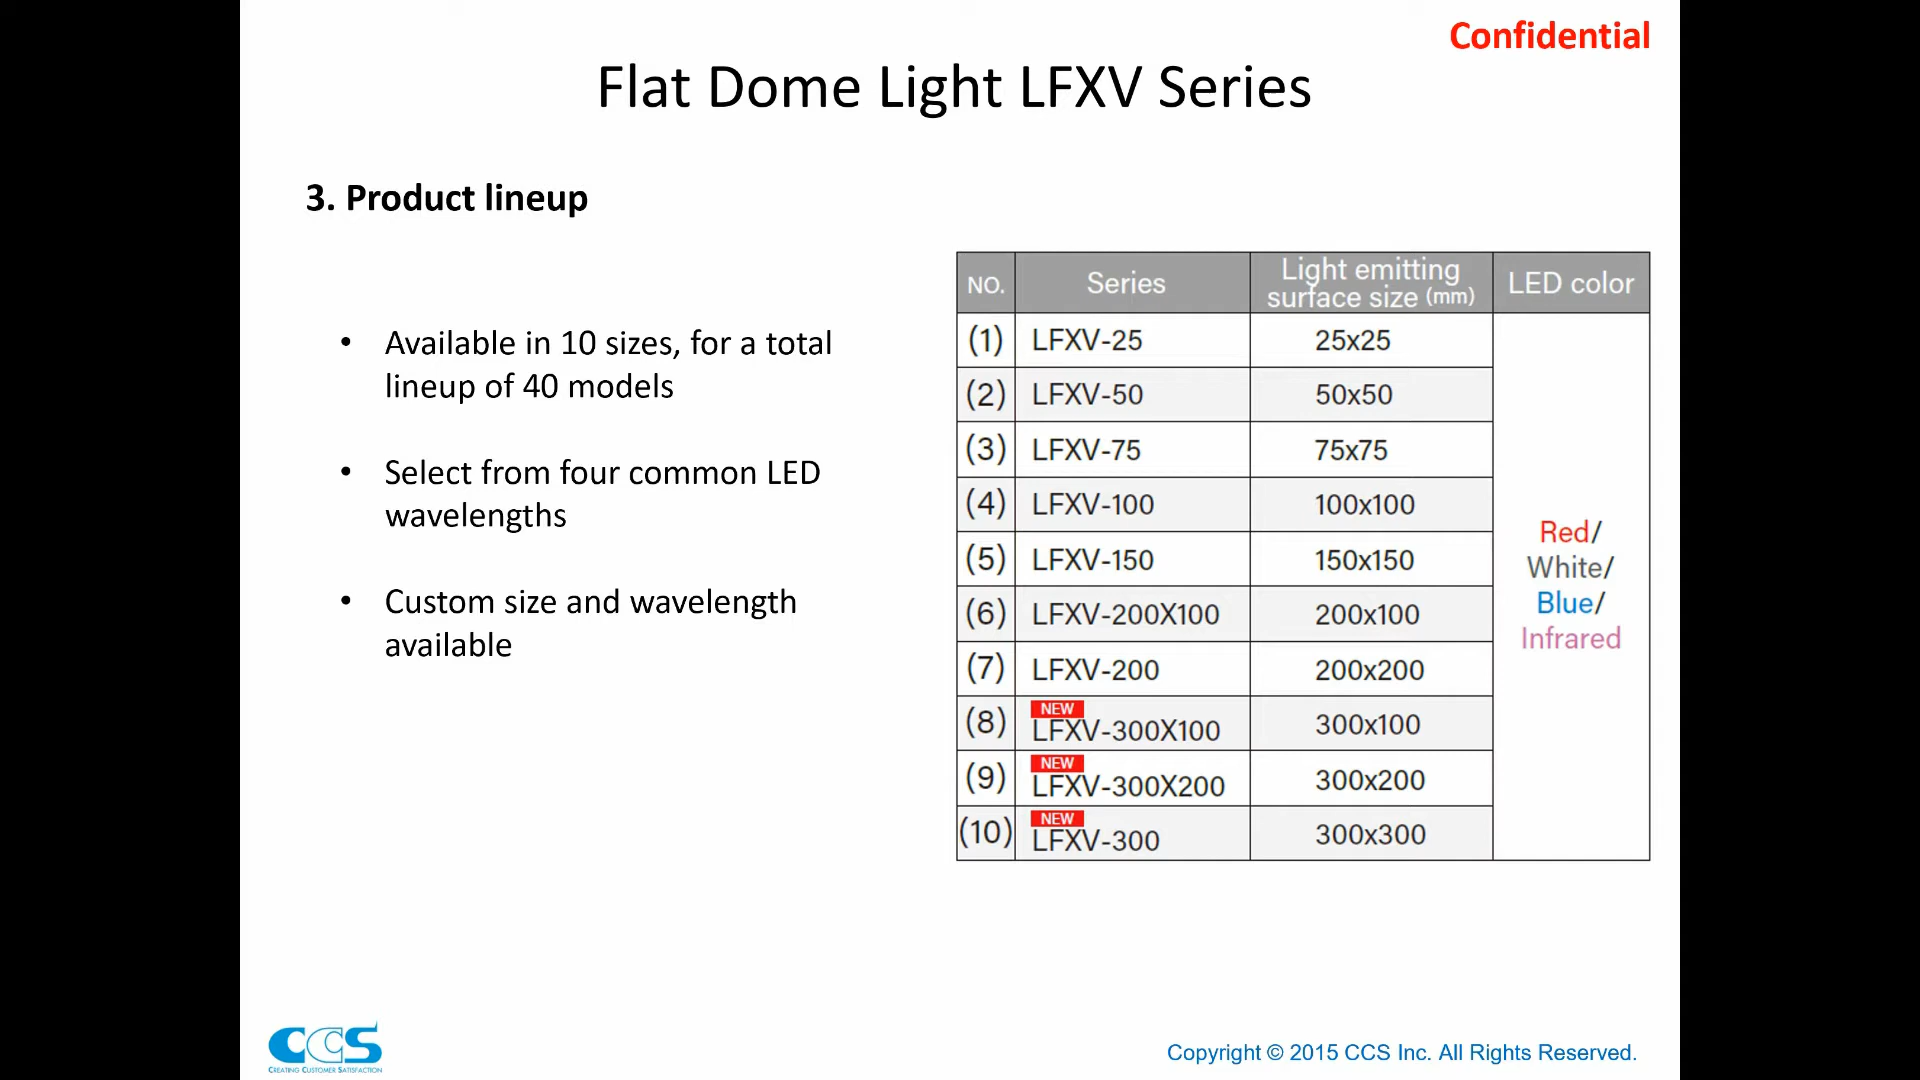 Confidential
Flat Dome Light LFXV Series
3. Product lineup
• Available in 10 sizes, for a total
lineup of 40 models
• Select from four common LED
wavelengths
• Custom size and wavelength
available
NO. Series Light emitting surface size (mm) LED color
(1) LFXV-25 25x25
(2) LFXV-50 50x50
(3) LFXV-75 75x75
(4) LFXV-100 100x100
(5) LFXV-150 150x150
(6) LFXV-200X100 200x100
(7) LFXV-200 200x200
(8) NEW LFXV-300X100 300x100
(9) NEW LFXV-300X200 300x200
(10) NEW LFXV-300 300x300
Red/
White/
Blue/
Infrared
CCS
CREATING CUSTOMER SATISFACTION
Copyright © 2015 CCS Inc. All Rights Reserved.